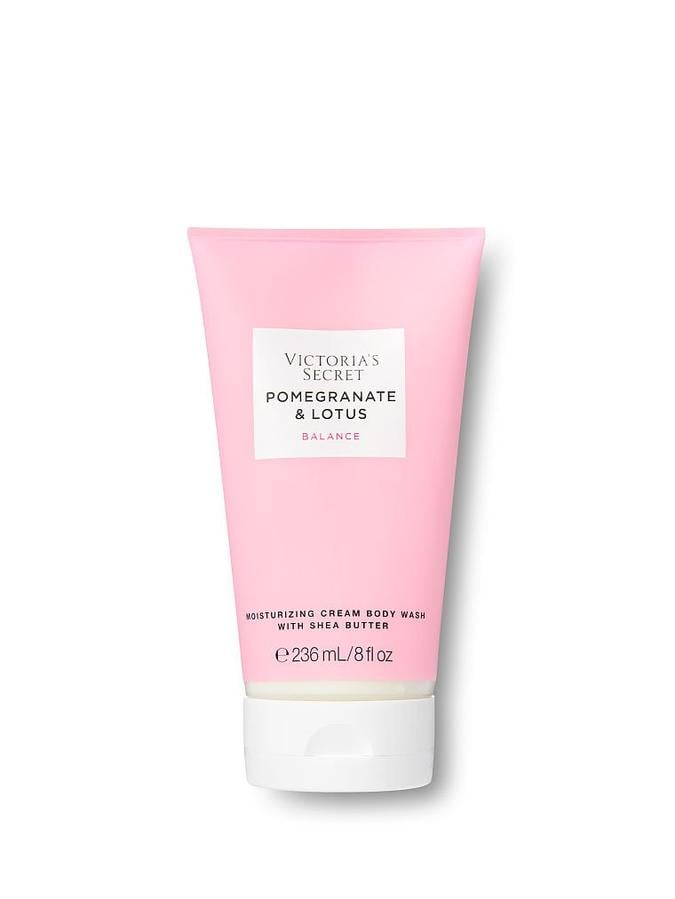 VICTORIA'S
SECRET
POMEGRANATE
& LOTUS
BALANCE
MOISTURIZING CREAM BODY WASH
WITH SHEA BUTTER
℮ 236 mL/8 fl oz